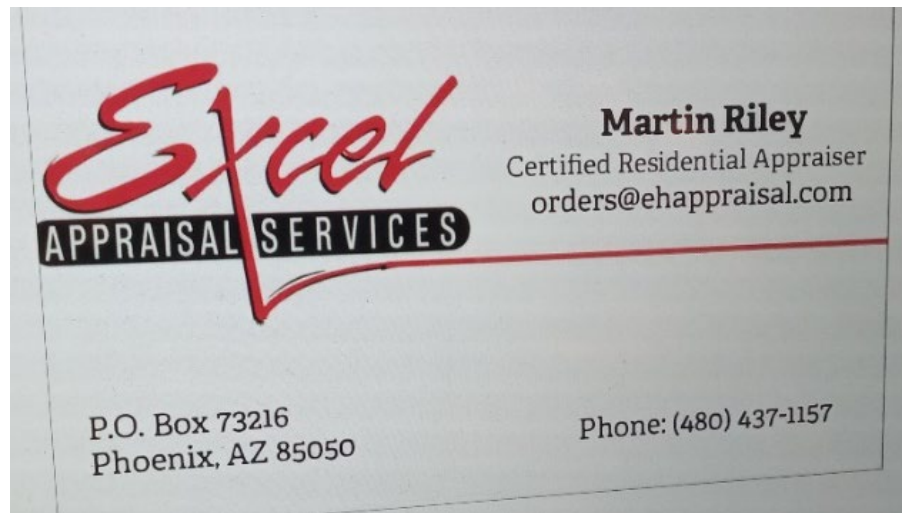 Excel
APPRAISAL SERVICES
Martin Riley
Certified Residential Appraiser
orders@ehappraisal.com
P.O. Box 73216
Phoenix, AZ 85050
Phone: (480) 437-1157